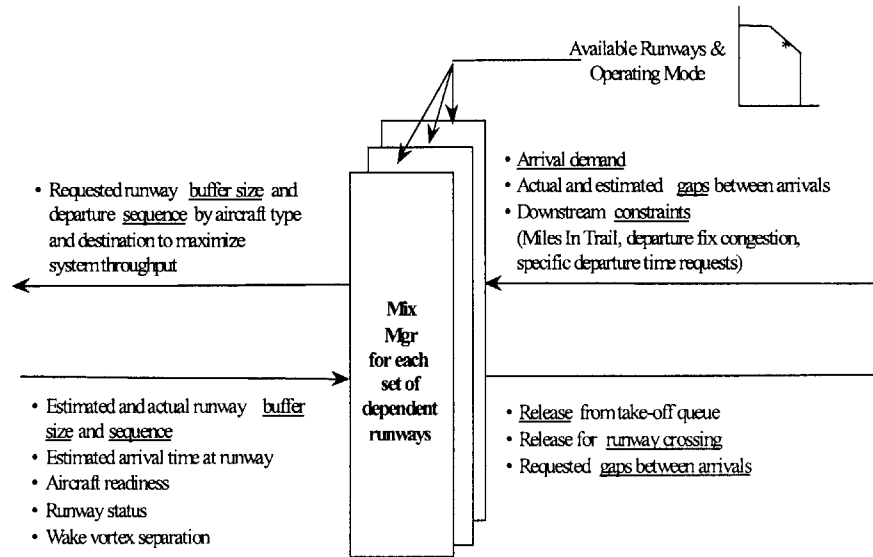 Available Runways &
Operating Mode
*
• Requested runway buffer size and
departure sequence by aircraft type
and destination to maximize
system throughput
• Arrival demand
• Actual and estimated gaps between arrivals
• Downstream constraints
(Miles In Trail, departure fix congestion,
specific departure time requests)
Mix
Mgr
for each
set of
dependent
runways
• Estimated and actual runway buffer
size and sequence
• Estimated arrival time at runway
• Aircraft readiness
• Runway status
• Wake vortex separation
• Release from take-off queue
• Release for runway crossing
• Requested gaps between arrivals